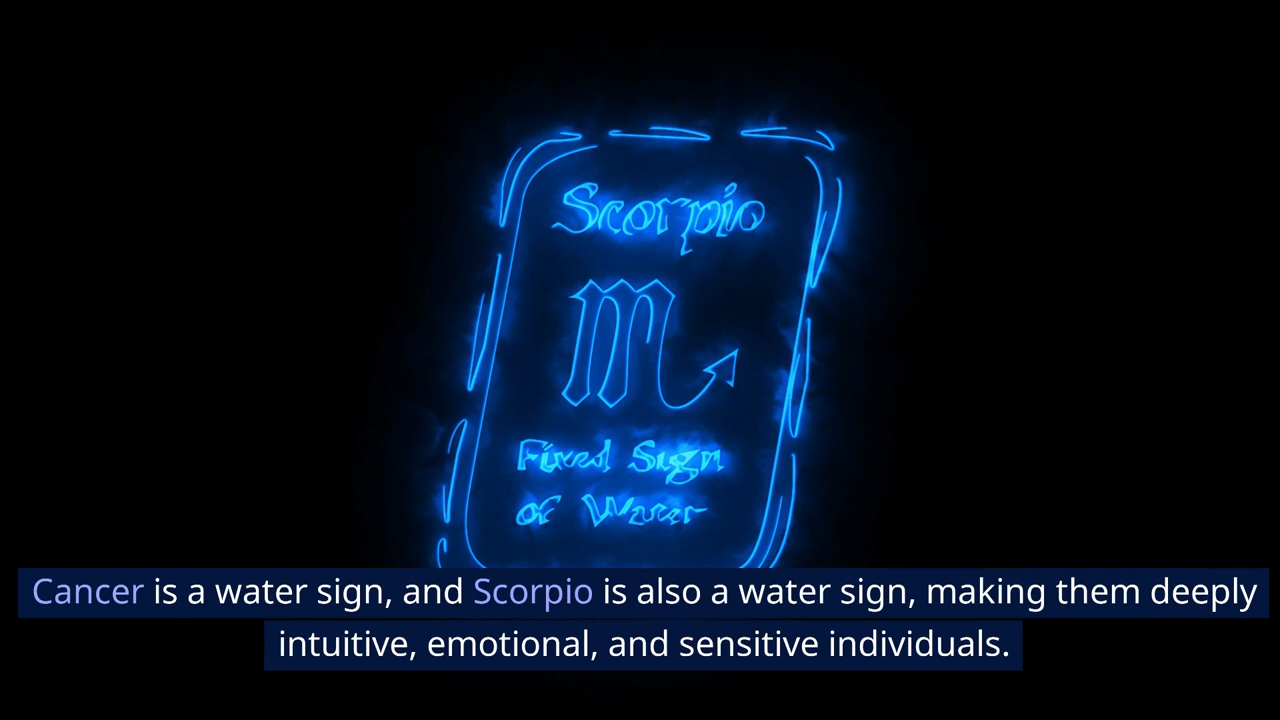 Scorpio
Fixed Sign
of Water
Cancer is a water sign, and Scorpio is also a water sign, making them deeply
intuitive, emotional, and sensitive individuals.